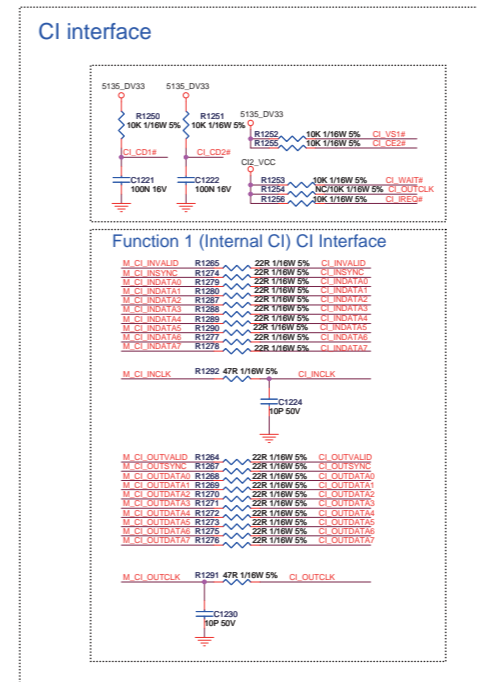 CI interface
5135_DV33 5135_DV33
R1250 R1251 5135_DV33
10K 1/16W 5% 10K 1/16W 5%
R1252 10K 1/16W 5% CI_VS1#
R1255 10K 1/16W 5% CI_CE2#
CI_CD1# CI_CD2#
CI2_VCC
C1221 C1222
100N 16V 100N 16V
R1253 10K 1/16W 5% CI_WAIT#
R1254 NC/10K 1/16W 5% CI_OUTCLK
R1256 10K 1/16W 5% CI_IREQ#
Function 1 (Internal CI) CI Interface
M_CI_INVALID R1265 22R 1/16W 5% CI_INVALID
M_CI_INSYNC R1274 22R 1/16W 5% CI_INSYNC
M_CI_INDATA0 R1279 22R 1/16W 5% CI_INDATA0
M_CI_INDATA1 R1280 22R 1/16W 5% CI_INDATA1
M_CI_INDATA2 R1287 22R 1/16W 5% CI_INDATA2
M_CI_INDATA3 R1288 22R 1/16W 5% CI_INDATA3
M_CI_INDATA4 R1289 22R 1/16W 5% CI_INDATA4
M_CI_INDATA5 R1290 22R 1/16W 5% CI_INDATA5
M_CI_INDATA6 R1277 22R 1/16W 5% CI_INDATA6
M_CI_INDATA7 R1278 22R 1/16W 5% CI_INDATA7
M_CI_INCLK R1292 47R 1/16W 5% CI_INCLK
C1224
10P 50V
M_CI_OUTVALID R1264 22R 1/16W 5% CI_OUTVALID
M_CI_OUTSYNC R1267 22R 1/16W 5% CI_OUTSYNC
M_CI_OUTDATA0 R1268 22R 1/16W 5% CI_OUTDATA0
M_CI_OUTDATA1 R1269 22R 1/16W 5% CI_OUTDATA1
M_CI_OUTDATA2 R1270 22R 1/16W 5% CI_OUTDATA2
M_CI_OUTDATA3 R1271 22R 1/16W 5% CI_OUTDATA3
M_CI_OUTDATA4 R1272 22R 1/16W 5% CI_OUTDATA4
M_CI_OUTDATA5 R1273 22R 1/16W 5% CI_OUTDATA5
M_CI_OUTDATA6 R1275 22R 1/16W 5% CI_OUTDATA6
M_CI_OUTDATA7 R1276 22R 1/16W 5% CI_OUTDATA7
M_CI_OUTCLK R1291 47R 1/16W 5% CI_OUTCLK
C1230
10P 50V